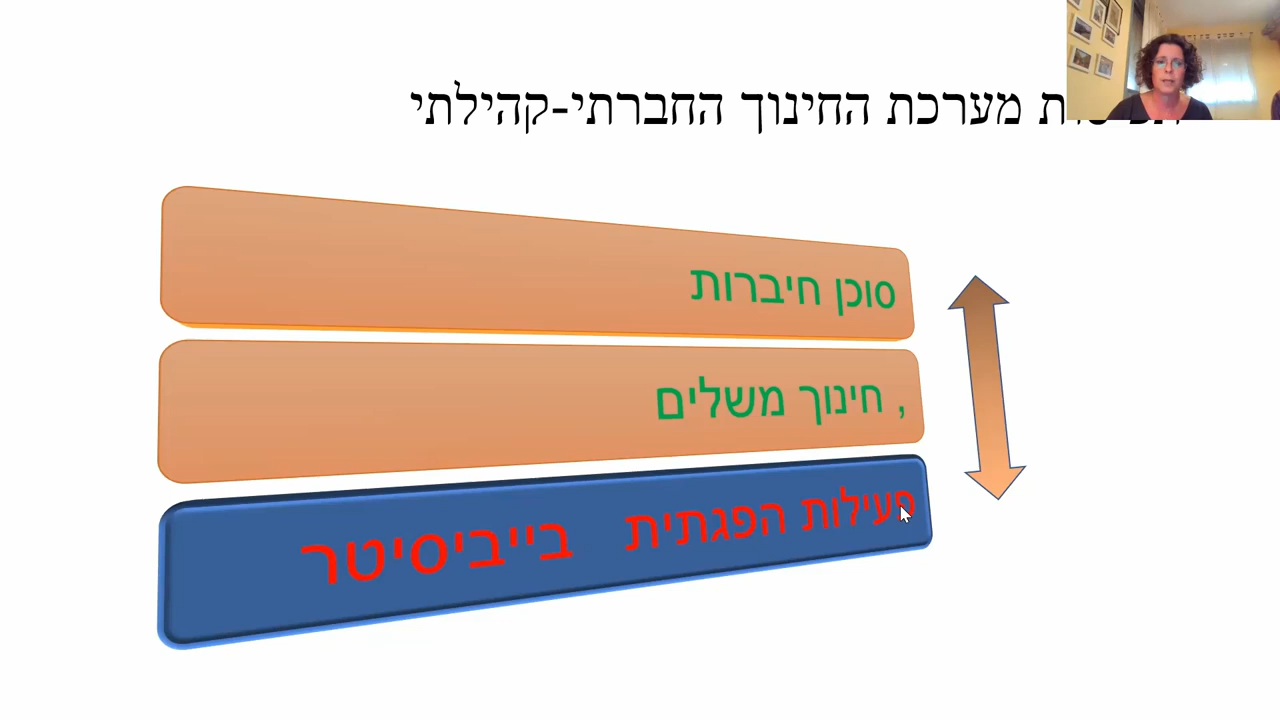 מערכת החינוך החברתי-קהילתי
סוכן חיברות
, חינוך משלים
פעילות הפגתית בייביסיטר